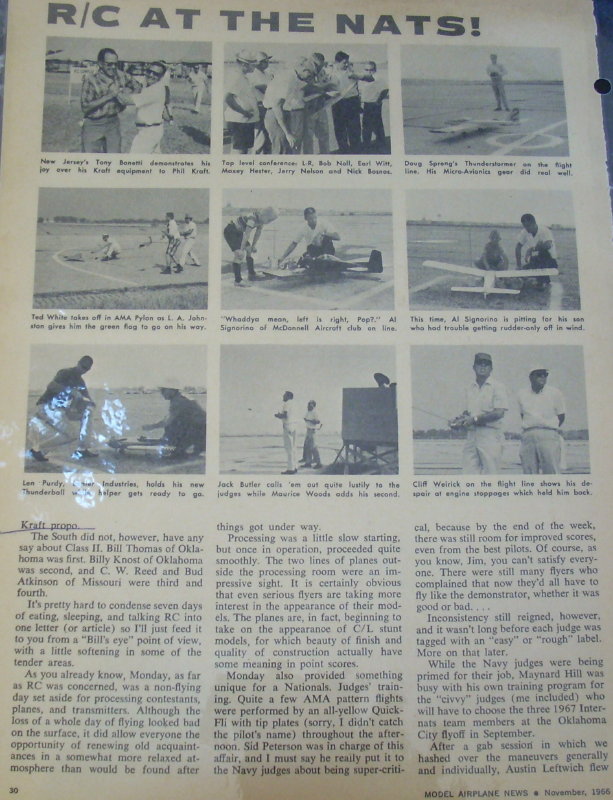 R/C AT THE NATS!
New Jersey's Tony Bonetti demonstrates his
joy over his Kraft equipment to Phil Kraft.
Top level conference: L-R, Bob Noll, Earl Witt,
Maxey Hester, Jerry Nelson and Nick Bosnos.
Doug Spreng's Thunderstormer on the flight
line. His Micro-Avionics gear did real well.
Ted White takes off in AMA Pylon as L. A. John-
ston gives him the green flag to go on his way.
"Whaddya mean, left is right, Pop?." Al
Signorino of McDonnell Aircraft club on line.
This time, Al Signorino is pitting for his son
who had trouble getting rudder-only off in wind.
Len Purdy, Industries, holds his new
Thunderball helper gets ready to go.
Jack Butler calls 'em out quite lustily to the
judges while Maurice Woods adds his second.
Cliff Weirick on the flight line shows his de-
spair at engine stoppages which held him back.
Kraft propo.
The South did not, however, have any
say about Class II. Bill Thomas of Okla-
homa was first. Billy Knost of Oklahoma
was second, and C. W. Reed and Bud
Atkinson of Missouri were third and
fourth.
It's pretty hard to condense seven days
of eating, sleeping, and talking RC into
one letter (or article) so I'll just feed it
to you from a "Bill's eye" point of view,
with a little softening in some of the
tender areas.
As you already know, Monday, as far
as RC was concerned, was a non-flying
day set aside for processing contestants,
planes, and transmitters. Although the
loss of a whole day of flying looked bad
on the surface, it did allow everyone the
opportunity of renewing old acquaint-
ances in a somewhat more relaxed at-
mosphere than would be found after
things got under way.
Processing was a little slow starting,
but once in operation, proceeded quite
smoothly. The two lines of planes out-
side the processing room were an im-
pressive sight. It is certainly obvious
that even serious flyers are taking more
interest in the appearance of their mod-
els. The planes are, in fact, beginning to
take on the appearance of C/L stunt
models, for which beauty of finish and
quality of construction actually have
some meaning in point scores.
Monday also provided something
unique for a Nationals. Judges' train-
ing. Quite a few AMA pattern flights
were performed by an all-yellow Quick-
Fli with tip plates (sorry, I didn't catch
the pilot's name) throughout the after-
noon. Sid Peterson was in charge of this
affair, and I must say he really put it to
the Navy judges about being super-criti-
cal, because by the end of the week,
there was still room for improved scores,
even from the best pilots. Of course, as
you know, Jim, you can't satisfy every-
one. There were still many flyers who
complained that now they'd all have to
fly like the demonstrator, whether it was
good or bad. . . .
Inconsistency still reigned, however,
and it wasn't long before each judge was
tagged with an "easy" or "rough" label.
More on that later.
While the Navy judges were being
primed for their job, Maynard Hill was
busy with his own training program for
the "civvy" judges (me included) who
will have to choose the three 1967 Inter-
nats team members at the Oklahoma
City flyoff in September.
After a gab session in which we
hashed over the maneuvers generally
and individually, Austin Leftwich flew
30
MODEL AIRPLANE NEWS • November, 1966